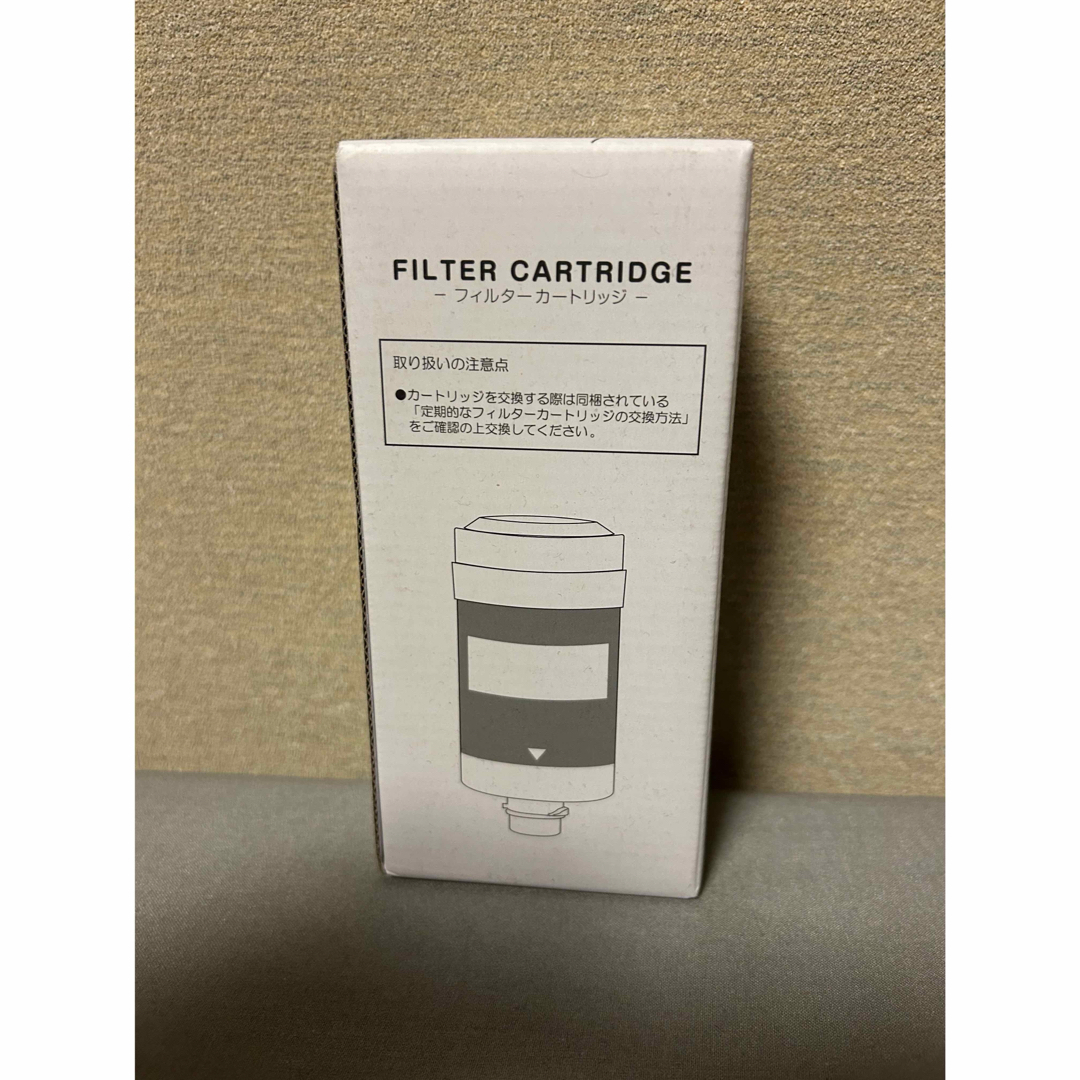 FILTER CARTRIDGE
− フィルターカートリッジ −
取り扱いの注意点
●カートリッジを交換する際は同梱されている
「定期的なフィルターカートリッジの交換方法」
をご確認の上交換してください。